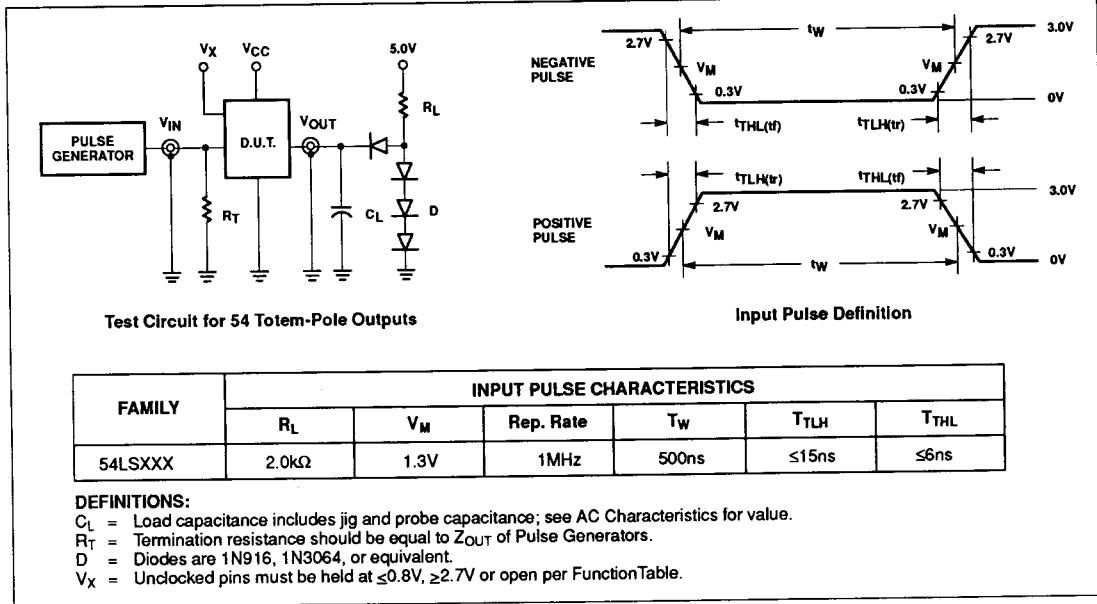 VX
VCC
5.0V
RL
VIN
VOUT
PULSE
GENERATOR
D.U.T.
RT
CL
D
Test Circuit for 54 Totem-Pole Outputs
NEGATIVE
PULSE
2.7V
tW
3.0V
2.7V
VM
VM
0.3V
0.3V
0V
tTHL(tf)
tTLH(tr)
tTLH(tr)
tTHL(tf)
3.0V
POSITIVE
PULSE
2.7V
2.7V
VM
VM
0.3V
0.3V
tW
0V
Input Pulse Definition
FAMILY
INPUT PULSE CHARACTERISTICS
RL VM Rep. Rate TW TTLH TTHL
54LSXXX 2.0kΩ 1.3V 1MHz 500ns ≤15ns ≤6ns
DEFINITIONS:
CL = Load capacitance includes jig and probe capacitance; see AC Characteristics for value.
RT = Termination resistance should be equal to ZOUT of Pulse Generators.
D = Diodes are 1N916, 1N3064, or equivalent.
VX = Unclocked pins must be held at ≤0.8V, ≥2.7V or open per FunctionTable.